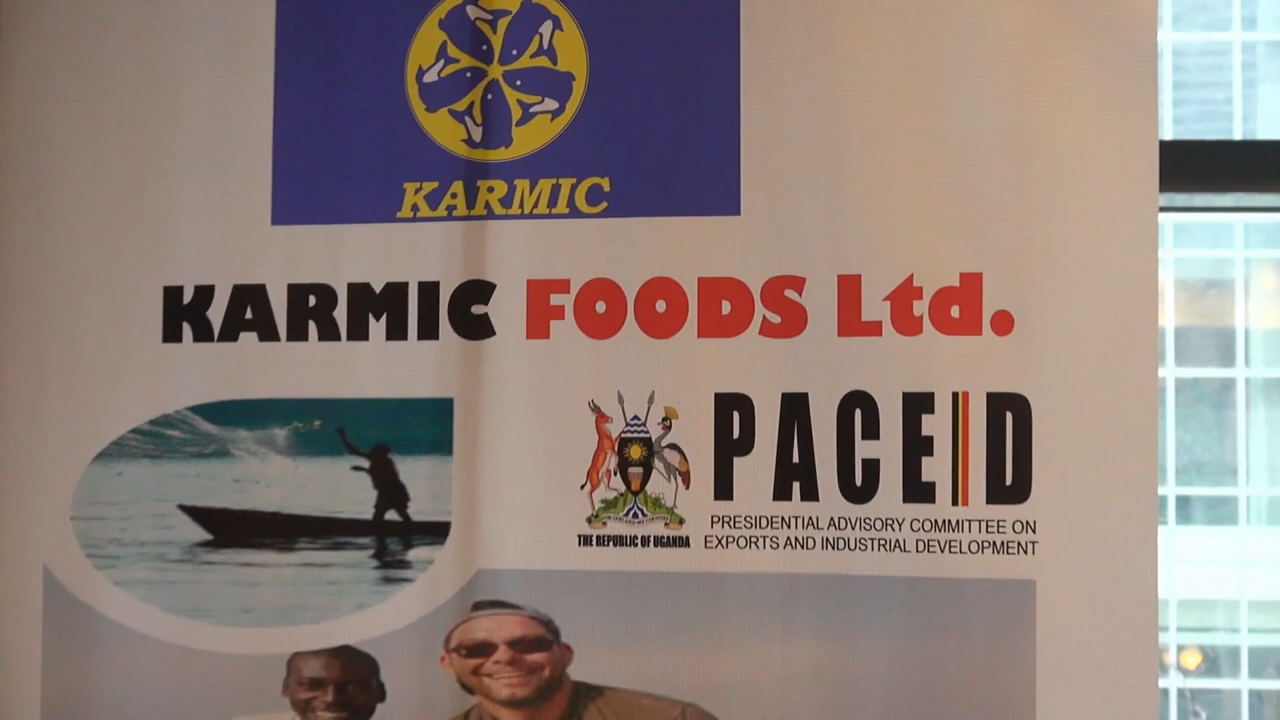 KARMIC
KARMIC FOODS Ltd.
PACEID
PRESIDENTIAL ADVISORY COMMITTEE ON
EXPORTS AND INDUSTRIAL DEVELOPMENT
THE REPUBLIC OF UGANDA